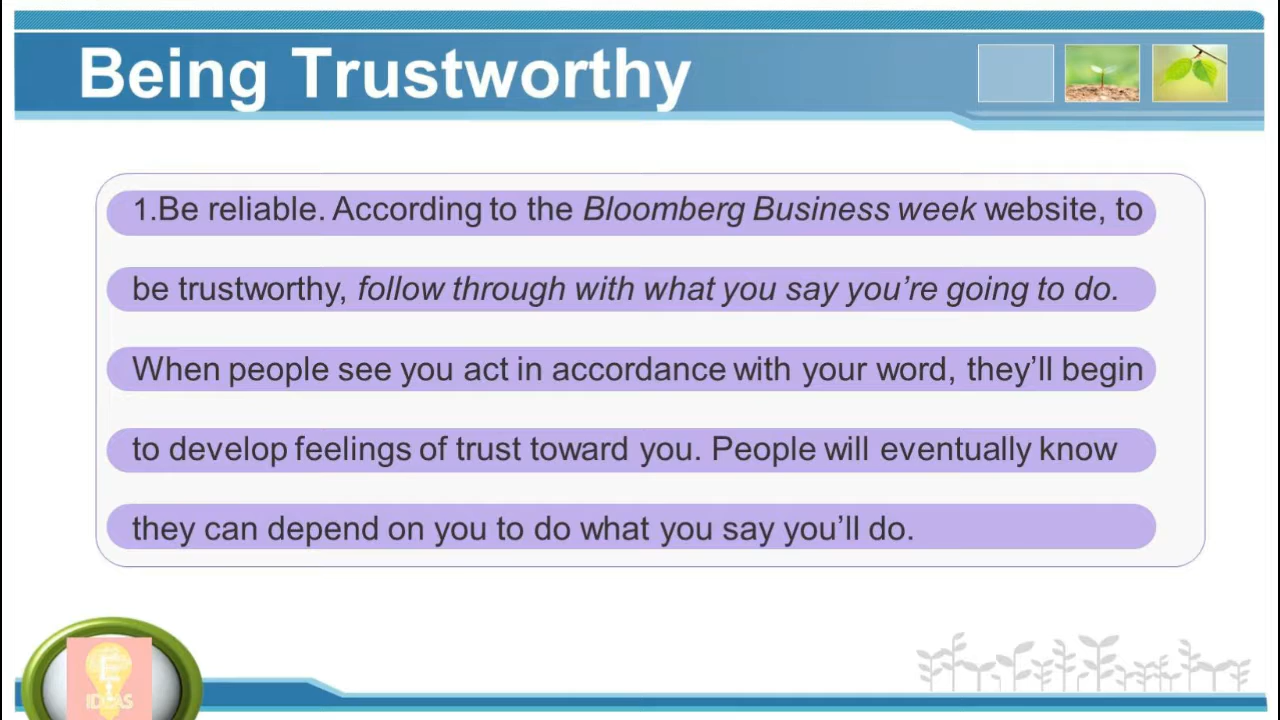 Being Trustworthy
1.Be reliable. According to the Bloomberg Business week website, to
be trustworthy, follow through with what you say you’re going to do.
When people see you act in accordance with your word, they’ll begin
to develop feelings of trust toward you. People will eventually know
they can depend on you to do what you say you’ll do.
E
IDEAS